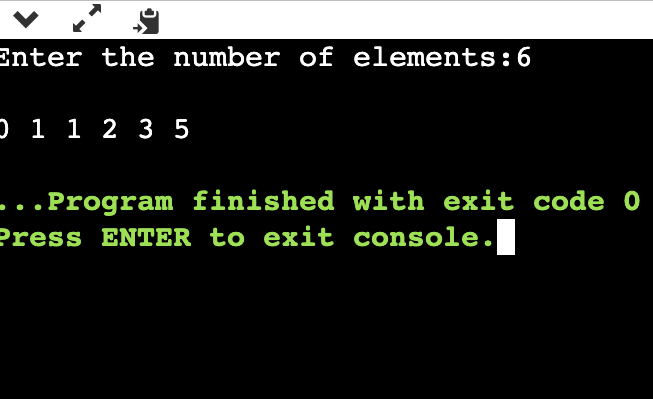 Enter the number of elements:6
0 1 1 2 3 5
...Program finished with exit code 0
Press ENTER to exit console.